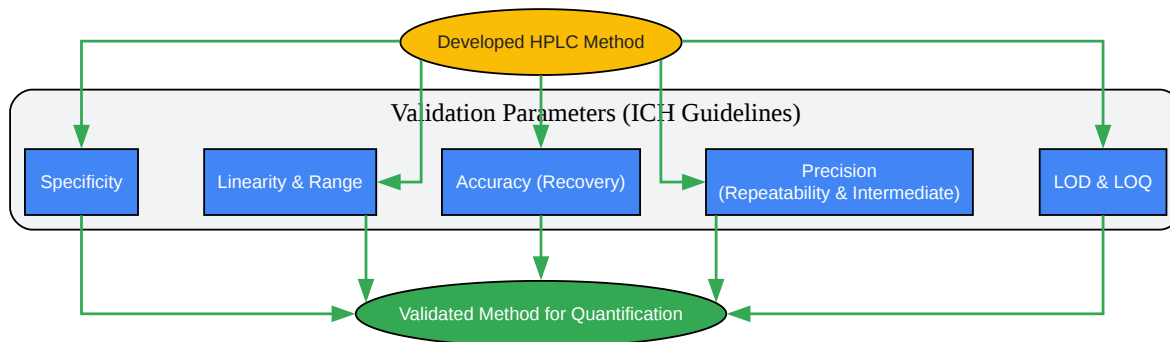 Developed HPLC Method
Validation Parameters (ICH Guidelines)
Specificity
Linearity & Range
Accuracy (Recovery)
Precision
(Repeatability & Intermediate)
LOD & LOQ
Validated Method for Quantification